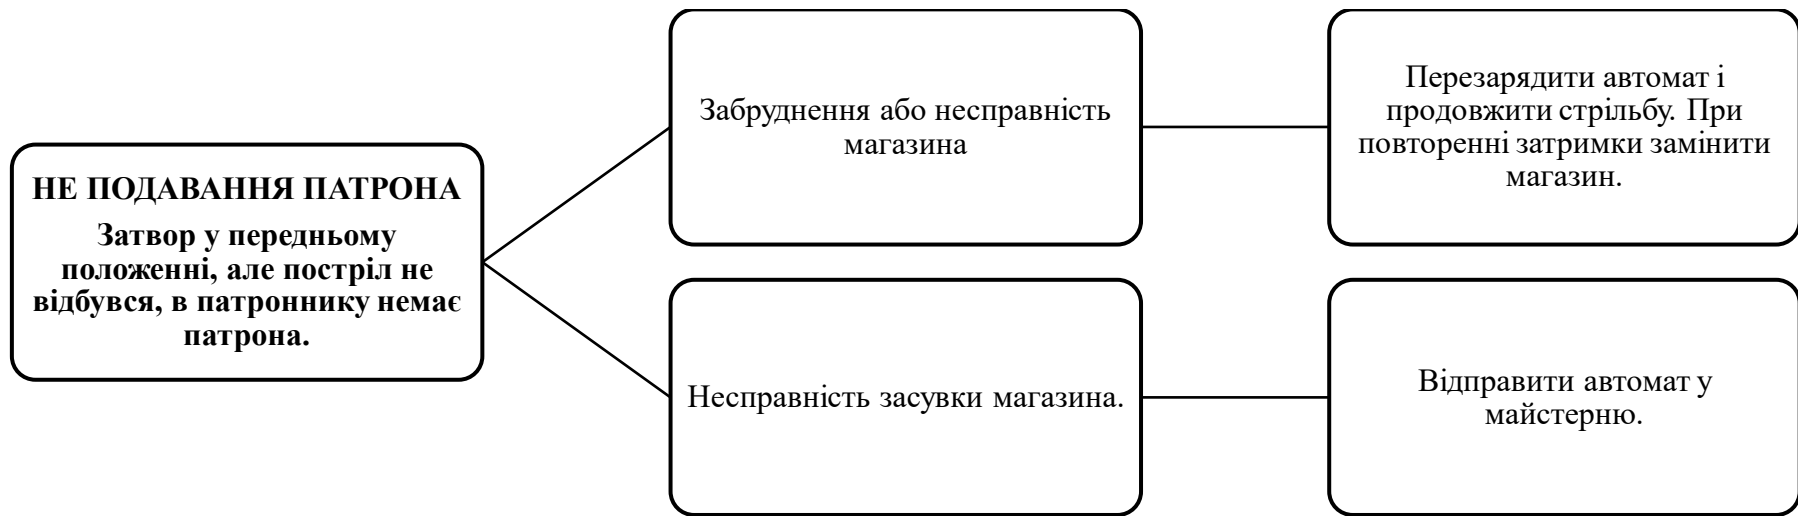 НЕ ПОДАВАННЯ ПАТРОНА
Затвор у передньому
положенні, але постріл не
відбувся, в патроннику немає
патрона.
Забруднення або несправність
магазина
Перезарядити автомат і
продовжити стрільбу. При
повторенні затримки замінити
магазин.
Несправність засувки магазина.
Відправити автомат у
майстерню.